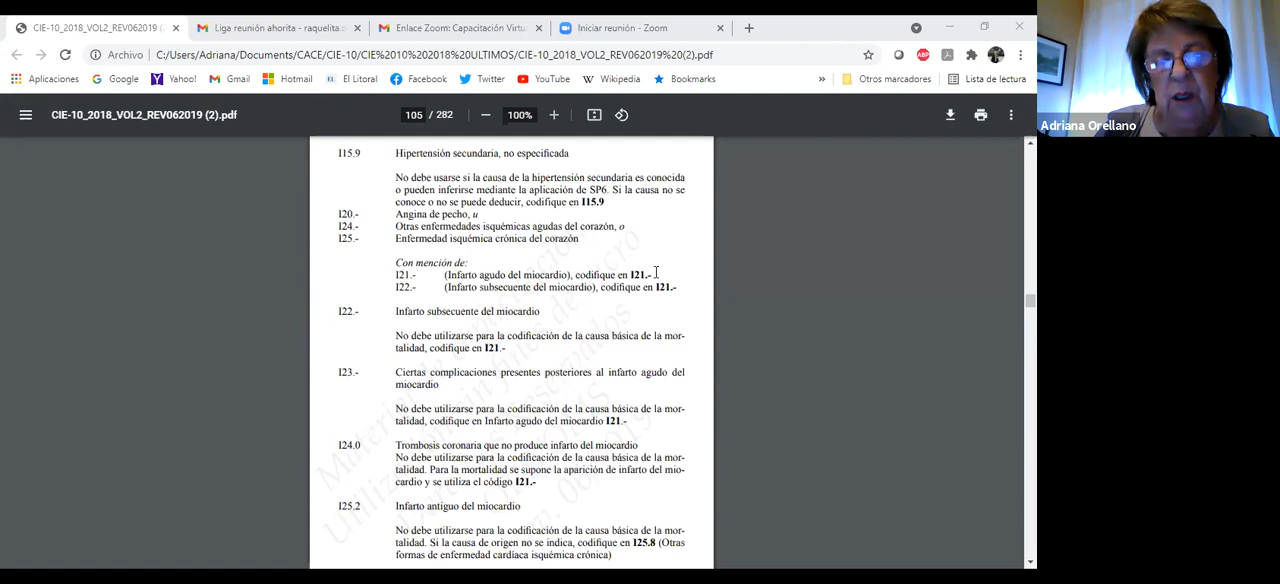 CIE-10_2018_VOL2_REV062019 (2)
Liga reunión ahorita - raquelita.c
Enlace Zoom: Capacitación Virtu
Iniciar reunión - Zoom
Archivo
C:/Users/Adriana/Documents/CACE/CIE-10/CIE%2010%202018%20ULTIMOS/CIE-10_2018_VOL2_REV062019%20(2).pdf
ABP
Aplicaciones
Google
Yahoo!
Gmail
Hotmail
El Litoral
Facebook
Twitter
YouTube
Wikipedia
Bookmarks
»
Otros marcadores
Lista de lectura
CIE-10_2018_VOL2_REV062019 (2).pdf
105 / 282
100%
Adriana Orellano
I15.9 Hipertensión secundaria, no especificada
No debe usarse si la causa de la hipertensión secundaria es conocida
o pueden inferirse mediante la aplicación de SP6. Si la causa no se
conoce o no se puede deducir, codifique en I15.9
I20.- Angina de pecho, u
I24.- Otras enfermedades isquémicas agudas del corazón, o
I25.- Enfermedad isquémica crónica del corazón
Con mención de:
I21.- (Infarto agudo del miocardio), codifique en I21.-
I22.- (Infarto subsecuente del miocardio), codifique en I21.-
I22.- Infarto subsecuente del miocardio
No debe utilizarse para la codificación de la causa básica de la mor-
talidad, codifique en I21.-
I23.- Ciertas complicaciones presentes posteriores al infarto agudo del
miocardio
No debe utilizarse para la codificación de la causa básica de la mor-
talidad, codifique en Infarto agudo del miocardio I21.-
I24.0 Trombosis coronaria que no produce infarto del miocardio
No debe utilizarse para la codificación de la causa básica de la mor-
talidad. Para la mortalidad se supone la aparición de infarto del mio-
cardio y se utiliza el código I21.-
I25.2 Infarto antiguo del miocardio
No debe utilizarse para la codificación de la causa básica de la mor-
talidad. Si la causa de origen no se indica, codifique en I25.8 (Otras
formas de enfermedad cardíaca isquémica crónica)